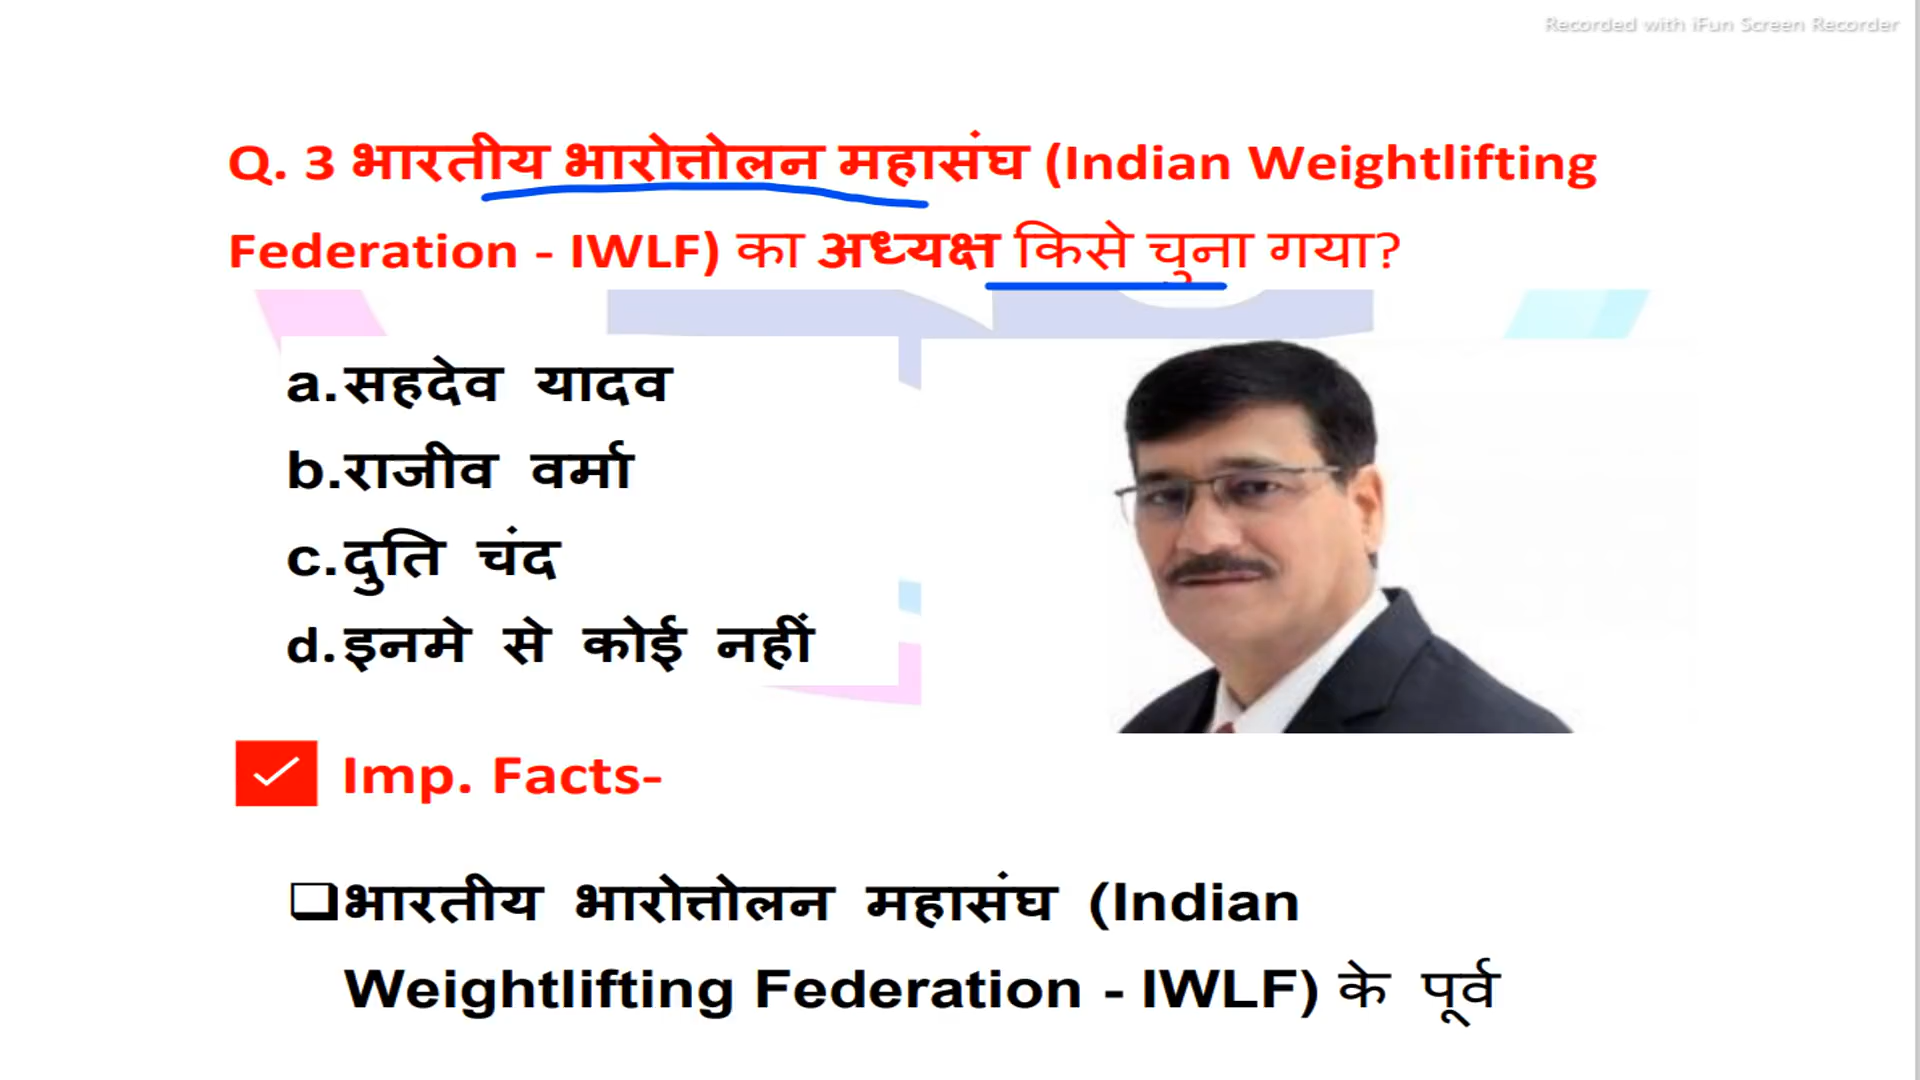 Recorded with iFun Screen Recorder
Q. 3 भारतीय भारोत्तोलन महासंघ (Indian Weightlifting
Federation - IWLF) का अध्यक्ष किसे चुना गया?
a.सहदेव यादव
b.राजीव वर्मा
c.दुति चंद
d.इनमे से कोई नहीं
Imp. Facts-
भारतीय भारोत्तोलन महासंघ (Indian
Weightlifting Federation - IWLF) के पूर्व